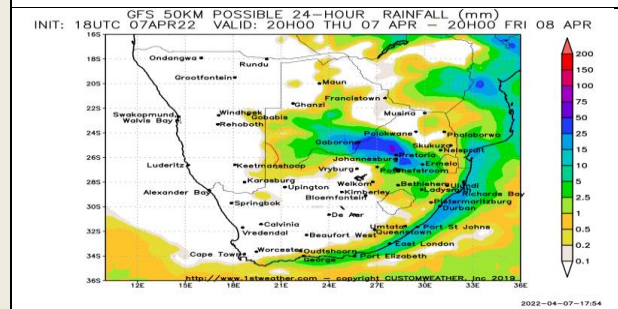 GFS 50KM POSSIBLE 24-HOUR RAINFALL (mm)
INIT: 18UTC 07APR22 VALID: 20H00 THU 07 APR - 20H00 FRI 08 APR
16S
Ondangwa
Rundu
18S
200
Grootfontein
Maun
150
20S
Francistown
100
Ghanzi
22S
Musina
75
Swakopmund
Windhoek
Gobabis
Walvis Bay
Rehoboth
50
24S
Polokwane
Phalaborwa
25
Gaborone
Skukuza
Pretoria
Nelspruit
15
26S
Johannesburg
Luderitz
Keetmanshoop
Vryburg
Ermelo
Potchefstroom
10
28S
Karasburg
Welkom
Bethlehem
Ulundi
Alexander Bay
Upington
Kimberley
Ladysmith
Richards Bay
5
Springbok
Bloemfontein
Pietermaritzburg
2.5
30S
Durban
De Aar
1
Calvinia
Umtata
Port St Johns
32S
Vredendal
Beaufort West
Queenstown
0.5
East London
Cape Town
Worcester
Oudtshoorn
0.2
34S
George
Port Elizabeth
0.1
http://www.1stweather.com - copyright CUSTOMWEATHER, Inc 2019
36S
12E 15E 18E 21E 24E 27E 30E 33E 36E
2022-04-07-17:54